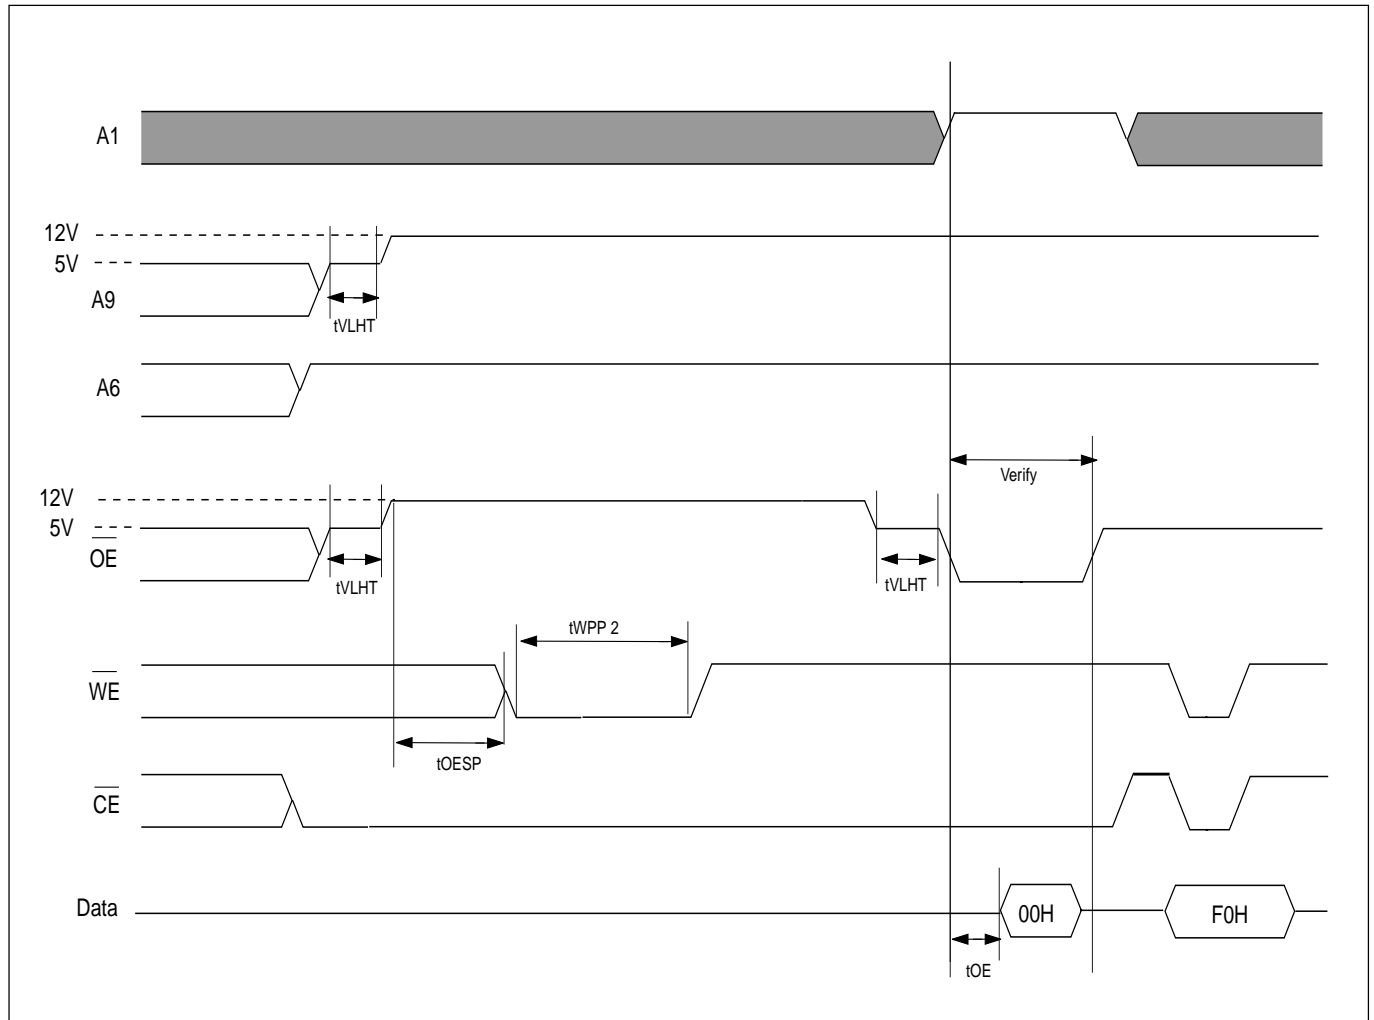 A1
12V
5V
A9
tVLHT
A6
Verify
12V
5V
OE
tVLHT
tVLHT
tWPP 2
WE
tOESP
CE
Data
00H
F0H
tOE